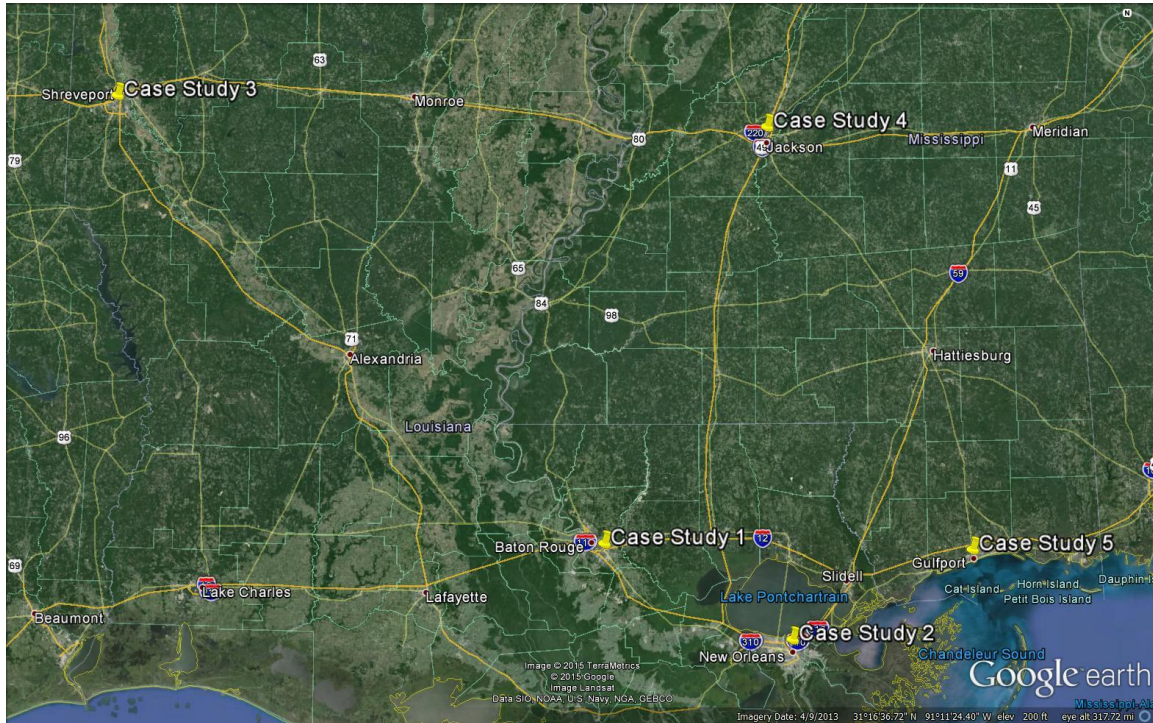 N
63
Shreveport
Case Study 3
Monroe
79
80
220
Case Study 4
49
Jackson
Mississippi
Meridian
11
45
65
84
98
59
71
Alexandria
Hattiesburg
96
Louisiana
Baton Rouge
110
Case Study 1
12
Case Study 5
Gulfport
Slidell
69
Lake Charles
Lafayette
Lake Pontchartrain
Cat Island
Horn Island
Petit Bois Island
Beaumont
310
Case Study 2
New Orleans
Chandeleur Sound
Image © 2015 TerraMetrics
© 2015 Google
Image Landsat
Data SIO, NOAA, U.S. Navy, NGA, GEBCO
Google earth
Imagery Date: 4/9/2013 31°16'36.72" N 91°11'24.40" W elev 200 ft eye alt 317.72 mi